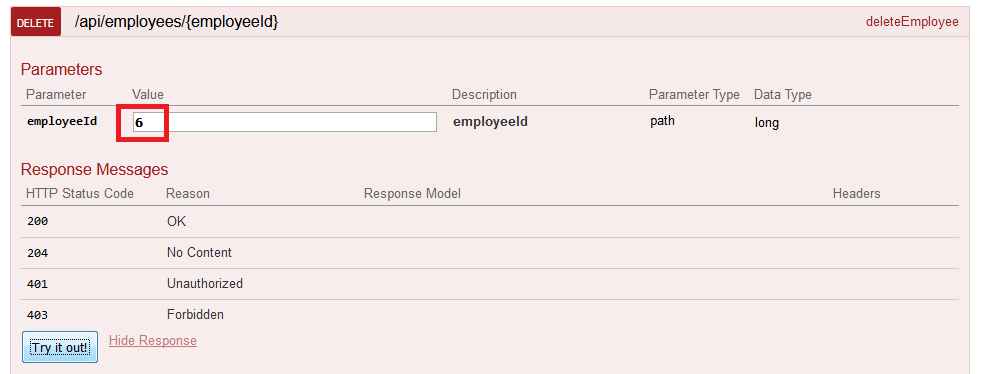 DELETE /api/employees/{employeeId} deleteEmployee
Parameters
Parameter Value Description Parameter Type Data Type
employeeId 6 employeeId path long
Response Messages
HTTP Status Code Reason Response Model Headers
200 OK
204 No Content
401 Unauthorized
403 Forbidden
Try it out! Hide Response